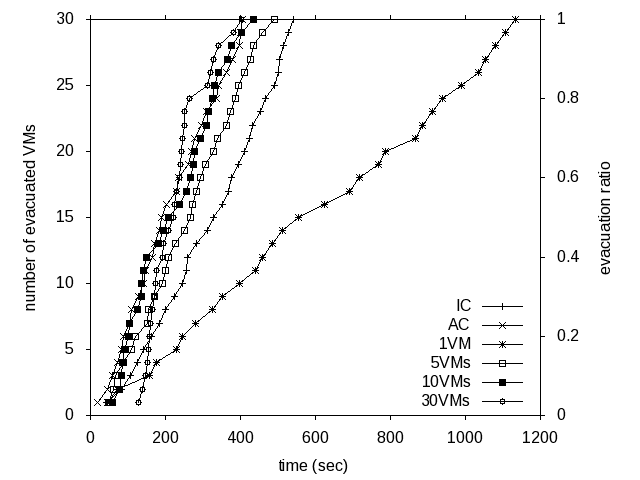 30
25
20
15
10
5
0
number of evacuated VMs
1
0.8
0.6
0.4
0.2
0
evacuation ratio
IC
AC
1VM
5VMs
10VMs
30VMs
0 200 400 600 800 1000 1200
time (sec)